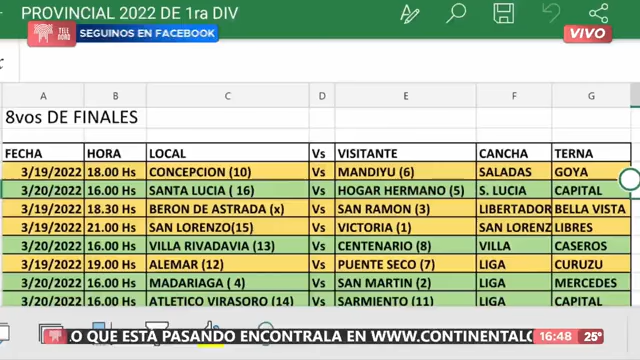 PROVINCIAL 2022 DE 1ra DIV
TELE
SEGUINOS EN FACEBOOK
VIVO
A B C D E F G
8vos DE FINALES
FECHA HORA LOCAL Vs VISITANTE CANCHA TERNA
3/19/2022 18.00 Hs CONCEPCION (10) Vs MANDIYU (6) SALADAS GOYA
3/20/2022 16.00 Hs SANTA LUCIA ( 16) Vs HOGAR HERMANO (5) S. LUCIA CAPITAL
3/19/2022 18.30 Hs BERON DE ASTRADA (x) Vs SAN RAMON (3) LIBERTADOR BELLA VISTA
3/19/2022 21.00 Hs SAN LORENZO(15) Vs VICTORIA (1) SAN LORENZ LIBRES
3/20/2022 16.00 Hs VILLA RIVADAVIA (13) Vs CENTENARIO (8) VILLA CASEROS
3/19/2022 19.00 Hs ALEMAR (12) Vs PUENTE SECO (7) LIGA CURUZU
3/20/2022 16.00 Hs MADARIAGA ( 4) Vs SAN MARTIN (2) LIGA MERCEDES
3/20/2022 16.00 Hs ATLETICO VIRASORO (14) Vs SARMIENTO (11) LIGA CAPITAL
LO QUE ESTÁ PASANDO ENCONTRALA EN WWW.CONTINENTALC 16:48 25°